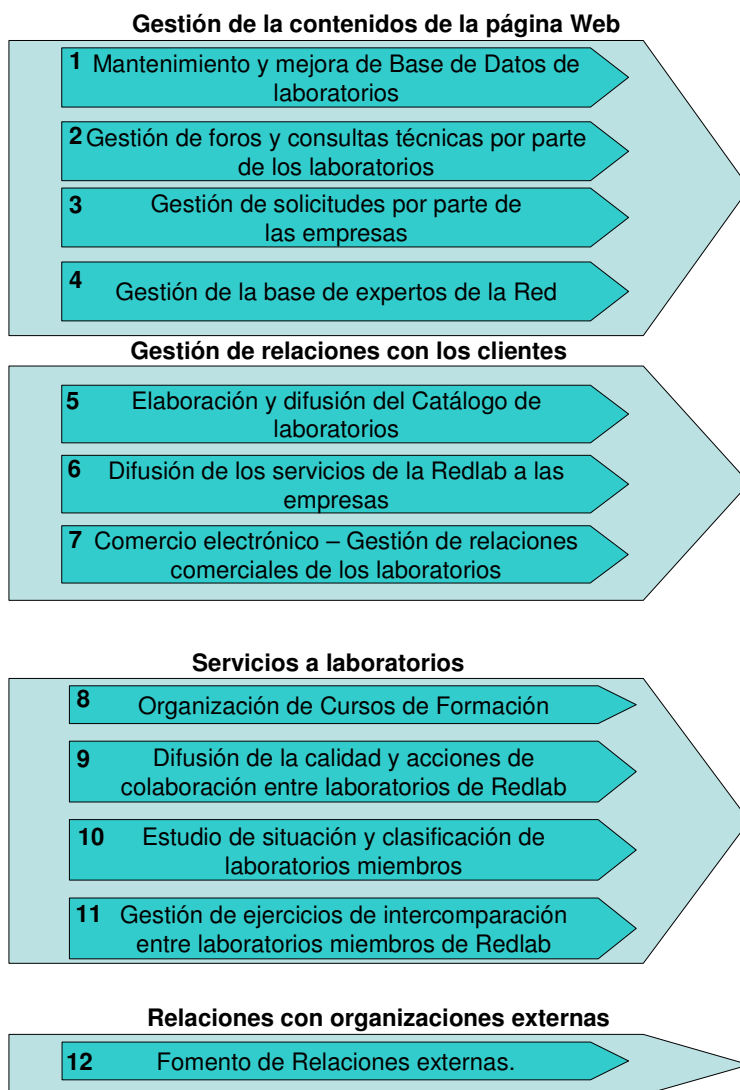 Gestión de la contenidos de la página Web
1 Mantenimiento y mejora de Base de Datos de
laboratorios
2 Gestión de foros y consultas técnicas por parte
de los laboratorios
3 Gestión de solicitudes por parte de
las empresas
4 Gestión de la base de expertos de la Red
Gestión de relaciones con los clientes
5 Elaboración y difusión del Catálogo de
laboratorios
6 Difusión de los servicios de la Redlab a las
empresas
7 Comercio electrónico – Gestión de relaciones
comerciales de los laboratorios
Servicios a laboratorios
8 Organización de Cursos de Formación
9 Difusión de la calidad y acciones de
colaboración entre laboratorios de Redlab
10 Estudio de situación y clasificación de
laboratorios miembros
11 Gestión de ejercicios de intercomparación
entre laboratorios miembros de Redlab
Relaciones con organizaciones externas
12 Fomento de Relaciones externas.